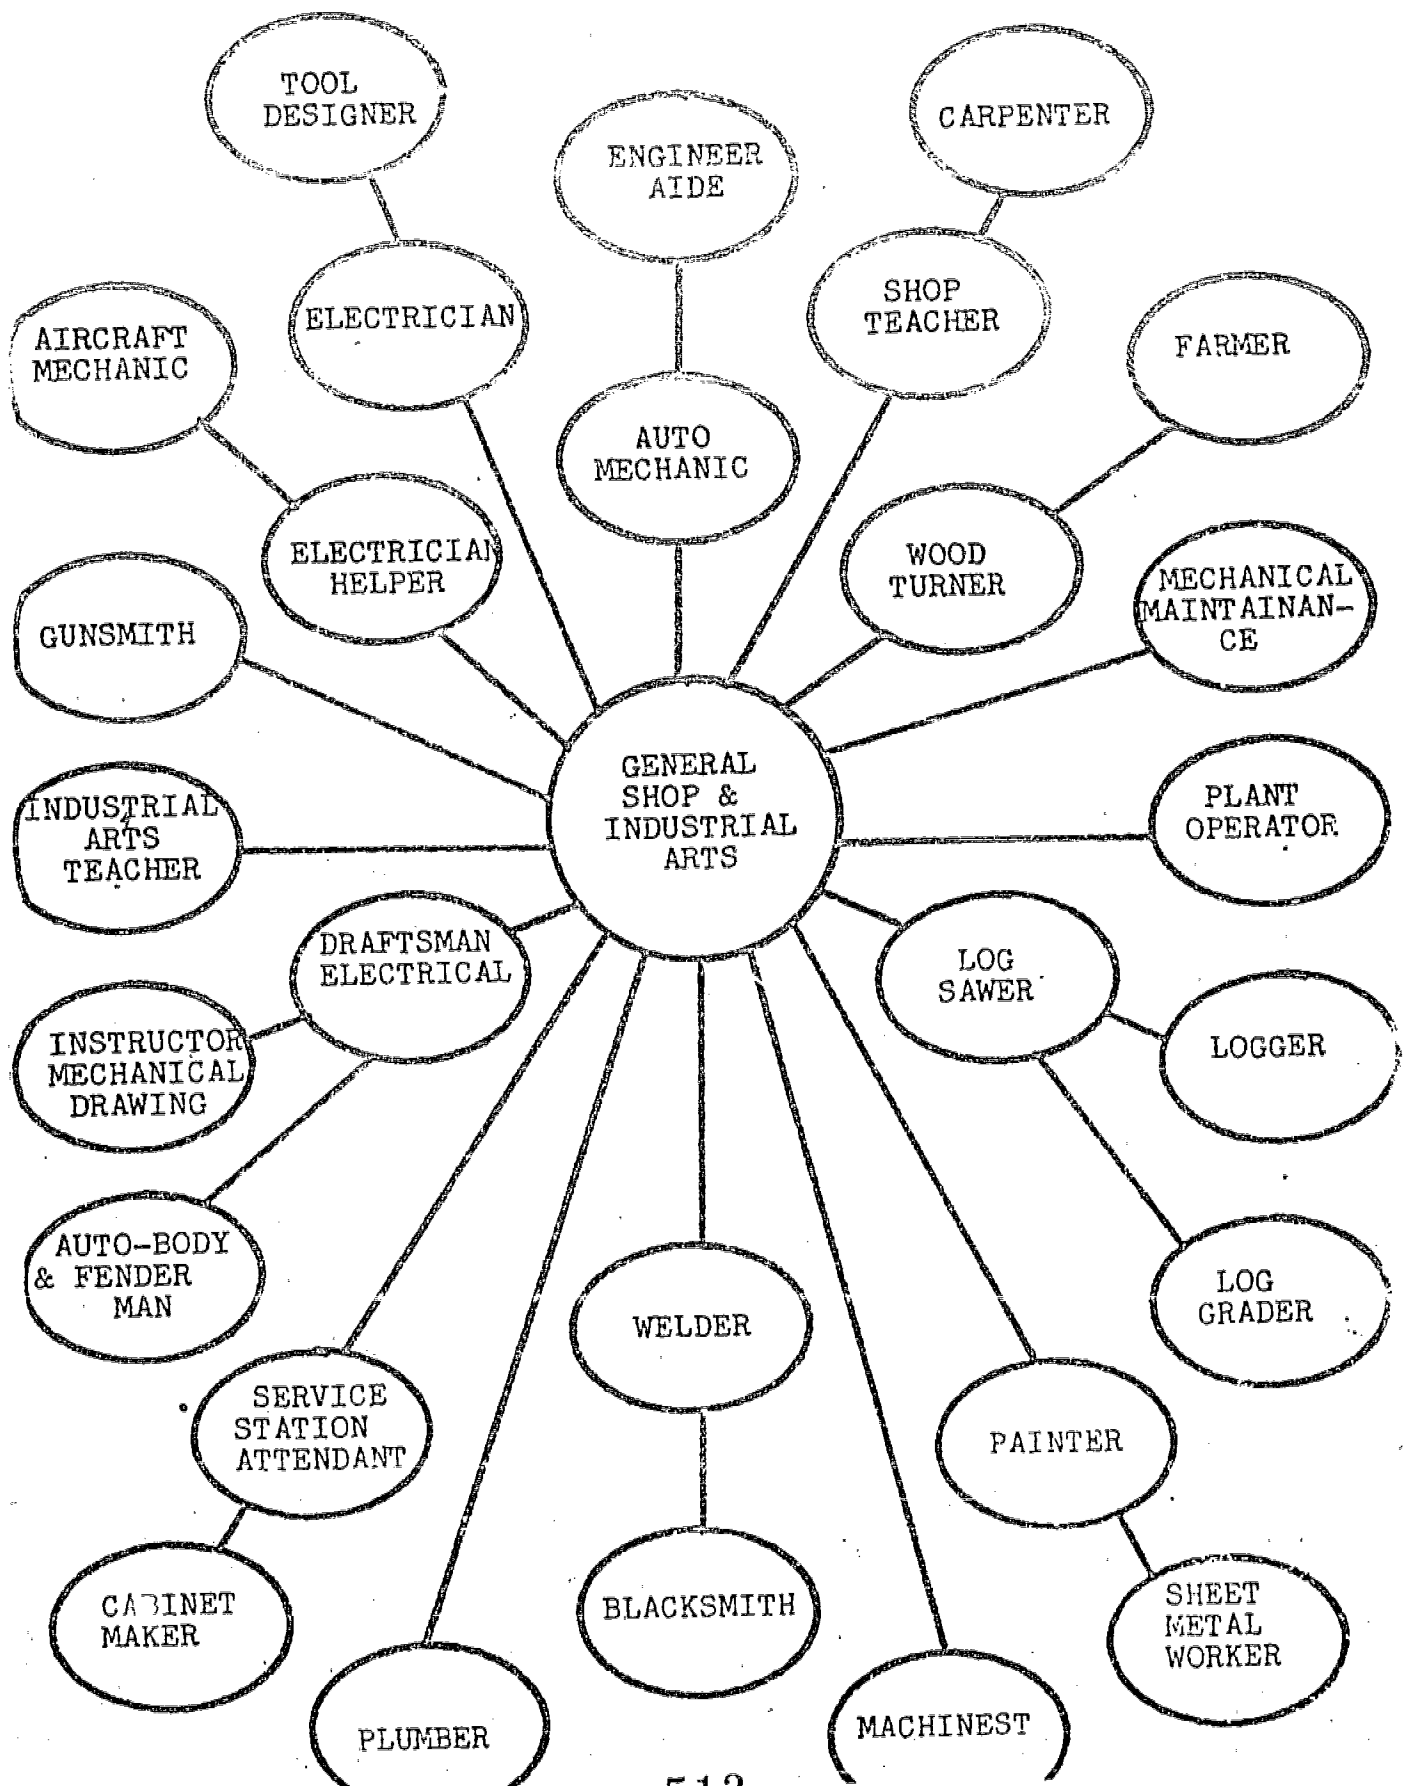 TOOL
DESIGNER
ENGINEER
AIDE
CARPENTER
ELECTRICIAN
SHOP
TEACHER
AIRCRAFT
MECHANIC
FARMER
AUTO
MECHANIC
ELECTRICIAN
HELPER
WOOD
TURNER
MECHANICAL
MAINTAINAN-
CE
GUNSMITH
GENERAL
SHOP &
INDUSTRIAL
ARTS
INDUSTRIAL
ARTS
TEACHER
PLANT
OPERATOR
DRAFTSMAN
ELECTRICAL
LOG
SAWER
INSTRUCTOR
MECHANICAL
DRAWING
LOGGER
AUTO-BODY
& FENDER
MAN
LOG
GRADER
WELDER
SERVICE
STATION
ATTENDANT
PAINTER
CABINET
MAKER
BLACKSMITH
SHEET
METAL
WORKER
PLUMBER
MACHINEST